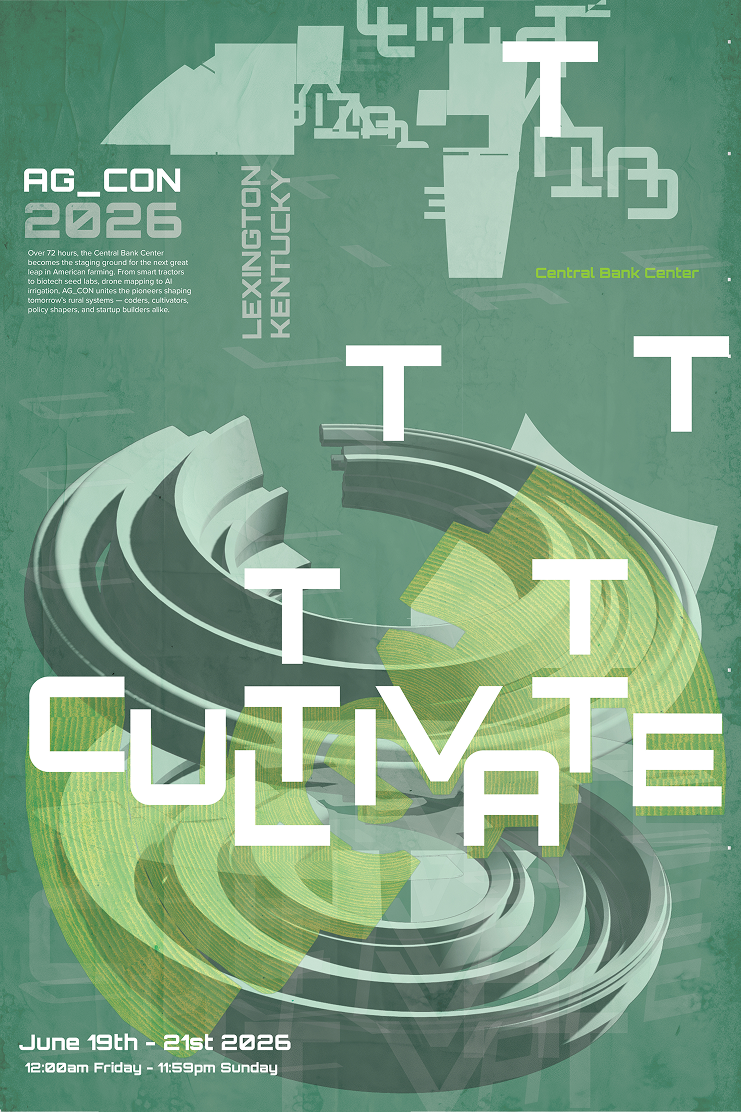 T
AG_CON
2026
LEXINGTON
KENTUCKY
Over 72 hours, the Central Bank Center
becomes the staging ground for the next great
leap in American farming. From smart tractors
to biotech seed labs, drone mapping to AI
irrigation, AG_CON unites the pioneers shaping
tomorrow's rural systems — coders, cultivators,
policy shapers, and startup builders alike.
Central Bank Center
T
T
T
T
CULTIVATE
June 19th - 21st 2026
12:00am Friday - 11:59pm Sunday